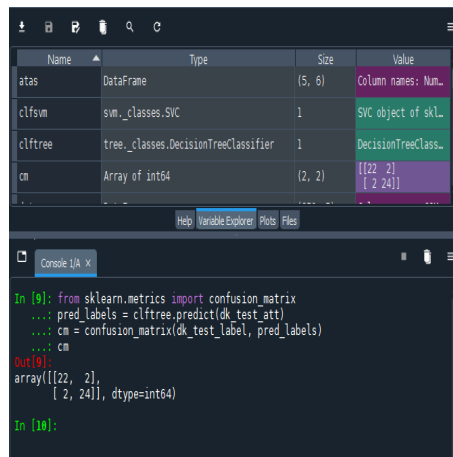 Name Type Size Value
atas DataFrame (5, 6) Column names: Num…
clfsvm svm._classes.SVC 1 SVC object of skl…
clftree tree._classes.DecisionTreeClassifier 1 DecisionTreeClass…
cm Array of int64 (2, 2) [[22  2]
[ 2 24]]
Help Variable Explorer Plots Files
Console 1/A ×
In [9]: from sklearn.metrics import confusion_matrix
...: pred_labels = clftree.predict(dk_test_att)
...: cm = confusion_matrix(dk_test_label, pred_labels)
...: cm
Out[9]:
array([[22,  2],
[ 2, 24]], dtype=int64)
In [10]: